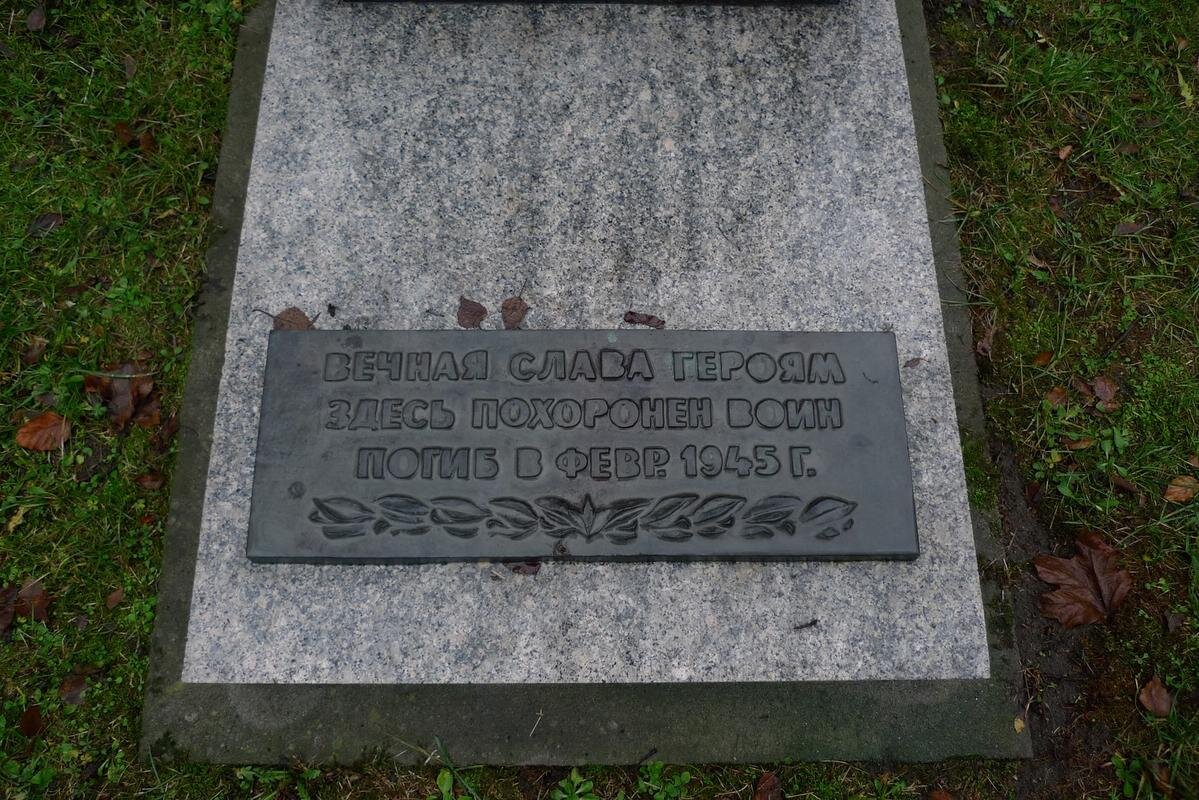 ВЕЧНАЯ СЛАВА ГЕРОЯМ
ЗДЕСЬ ПОХОРОНЕН ВОИН
ПОГИБ В ФЕВР. 1945 Г.